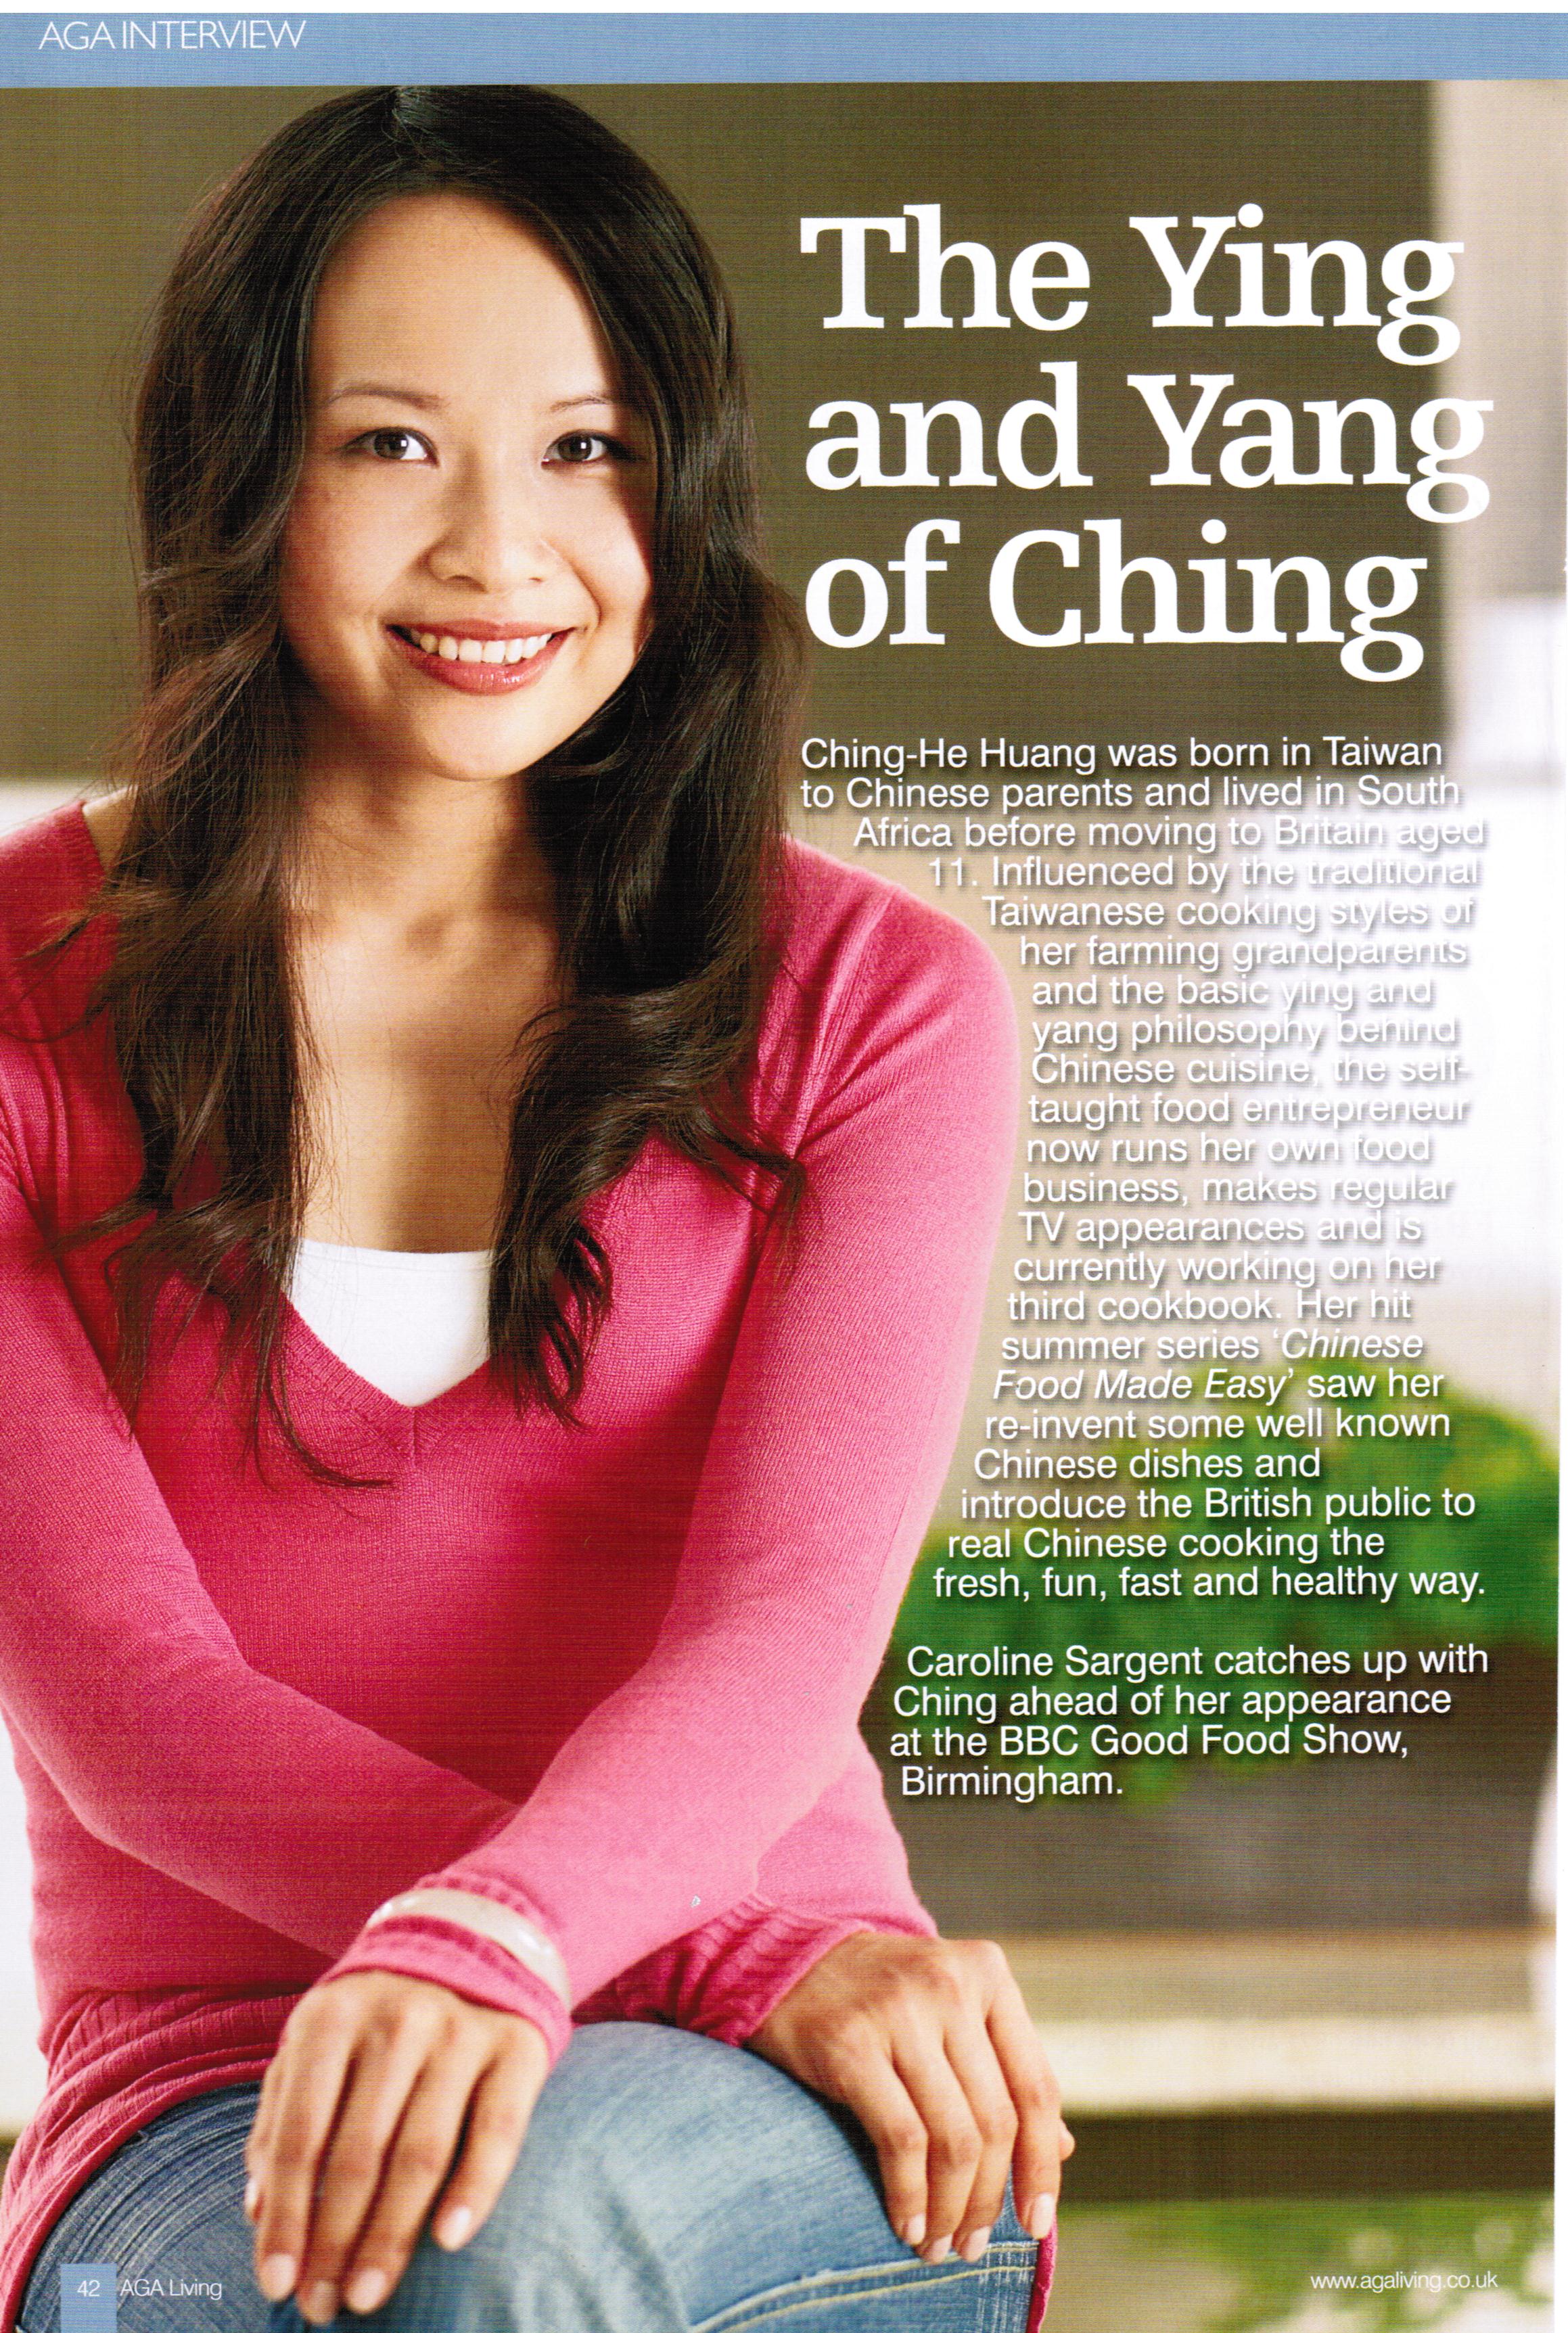 AGA INTERVIEW
The Ying
and Yang
of Ching
Ching-He Huang was born in Taiwan
to Chinese parents and lived in South
Africa before moving to Britain aged
11. Influenced by the traditional
Taiwanese cooking styles of
her farming grandparents
and the basic ying and
yang philosophy behind
Chinese cuisine, the self-
taught food entrepreneur
now runs her own food
business, makes regular
TV appearances and is
currently working on her
third cookbook. Her hit
summer series ‘Chinese
Food Made Easy’ saw her
re-invent some well known
Chinese dishes and
introduce the British public to
real Chinese cooking the
fresh, fun, fast and healthy way.
Caroline Sargent catches up with
Ching ahead of her appearance
at the BBC Good Food Show,
Birmingham.
42 AGA Living
www.agaliving.co.uk